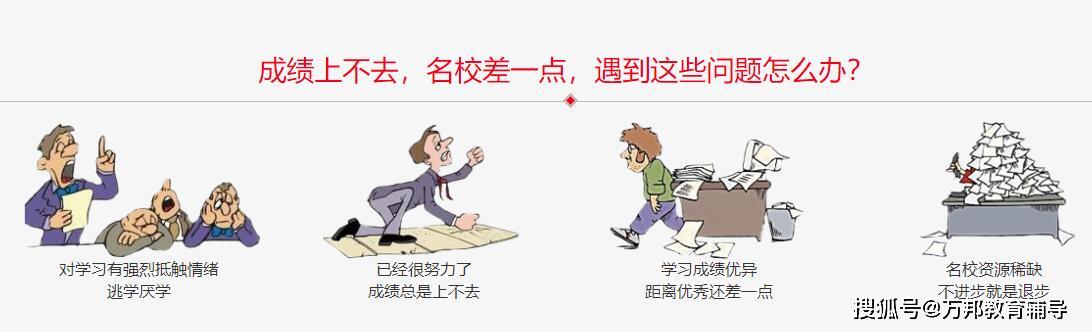 成绩上不去，名校差一点，遇到这些问题怎么办？
对学习有强烈抵触情绪
逃学厌学
已经很努力了
成绩总是上不去
学习成绩优异
距离优秀还差一点
名校资源稀缺
不进步就是退步
搜狐号@万邦教育辅导